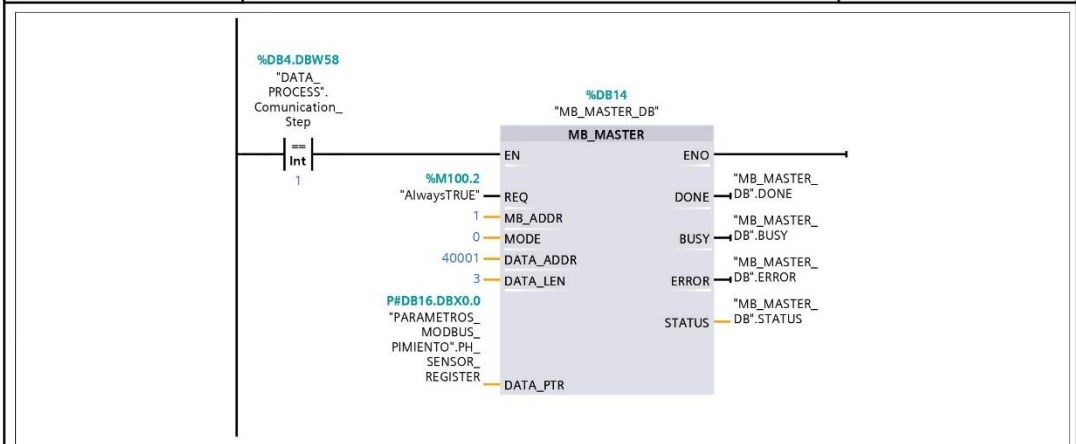 %DB4.DBW58
"DATA_
PROCESS".
Comunication_
Step
==
Int
1
%DB14
"MB_MASTER_DB"
MB_MASTER
EN
ENO
%M100.2
"AlwaysTRUE"
REQ
DONE
"MB_MASTER_
DB".DONE
1
MB_ADDR
0
MODE
BUSY
"MB_MASTER_
DB".BUSY
40001
DATA_ADDR
3
DATA_LEN
ERROR
"MB_MASTER_
DB".ERROR
P#DB16.DBX0.0
"PARAMETROS_
MODBUS_
PIMIENTO".PH_
SENSOR_
REGISTER
DATA_PTR
STATUS
"MB_MASTER_
DB".STATUS